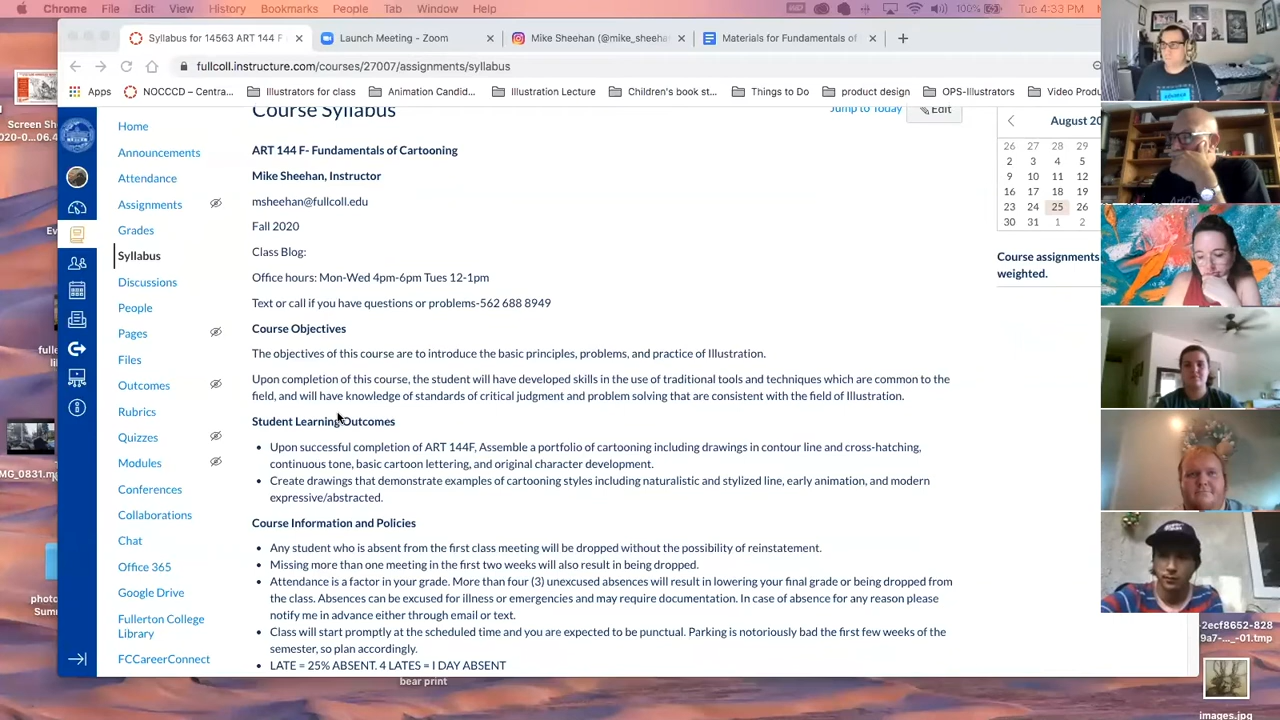 Chrome File Edit View History Bookmarks People Tab Window Help
100% Tue 4:33 PM
Syllabus for 14563 ART 144 F
Launch Meeting - Zoom
Mike Sheehan (@mike_sheeha
Materials for Fundamentals of
fullcoll.instructure.com/courses/27007/assignments/syllabus
Apps
NOCCCD – Centra...
Illustrators for class
Animation Candid...
Illustration Lecture
Children's book st...
Things to Do
product design
OPS-Illustrators
Video Produ
Screen Sh
2020-0...06.4
Ev
fulle
li
MG_0831.m
photo
Sum
Home
Announcements
Attendance
Assignments
Grades
Syllabus
Discussions
People
Pages
Files
Outcomes
Rubrics
Quizzes
Modules
Conferences
Collaborations
Chat
Office 365
Google Drive
Fullerton College
Library
FCCareerConnect
Course Syllabus
Jump to Today
Edit
ART 144 F- Fundamentals of Cartooning
Mike Sheehan, Instructor
msheehan@fullcoll.edu
Fall 2020
Class Blog:
Office hours: Mon-Wed 4pm-6pm Tues 12-1pm
Text or call if you have questions or problems-562 688 8949
Course Objectives
The objectives of this course are to introduce the basic principles, problems, and practice of Illustration.
Upon completion of this course, the student will have developed skills in the use of traditional tools and techniques which are common to the
field, and will have knowledge of standards of critical judgment and problem solving that are consistent with the field of Illustration.
Student Learning Outcomes
Upon successful completion of ART 144F, Assemble a portfolio of cartooning including drawings in contour line and cross-hatching,
continuous tone, basic cartoon lettering, and original character development.
Create drawings that demonstrate examples of cartooning styles including naturalistic and stylized line, early animation, and modern
expressive/abstracted.
Course Information and Policies
Any student who is absent from the first class meeting will be dropped without the possibility of reinstatement.
Missing more than one meeting in the first two weeks will also result in being dropped.
Attendance is a factor in your grade. More than four (3) unexcused absences will result in lowering your final grade or being dropped from
the class. Absences can be excused for illness or emergencies and may require documentation. In case of absence for any reason please
notify me in advance either through email or text.
Class will start promptly at the scheduled time and you are expected to be punctual. Parking is notoriously bad the first few weeks of the
semester, so plan accordingly.
LATE = 25% ABSENT. 4 LATES = I DAY ABSENT
August 20
26 27 28 29
2 3 4 5
9 10 11 12
16 17 18 19
23 24 25 26
30 31 1 2
Course assignments
weighted.
bear print
-2ecf8652-828
9a7-..._-01.tmp
images.jpg